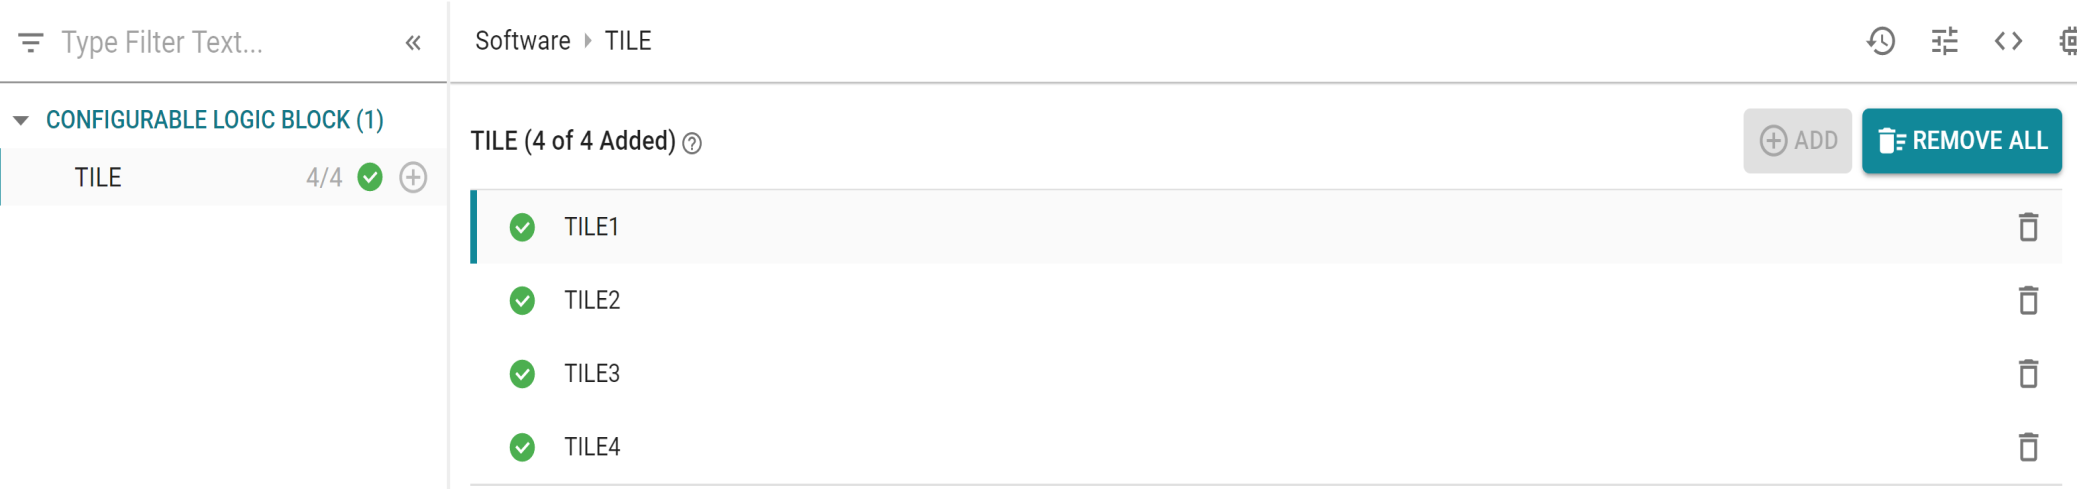 Type Filter Text...
Software TILE
CONFIGURABLE LOGIC BLOCK (1)
TILE 4/4
TILE (4 of 4 Added)
ADD
REMOVE ALL
TILE1
TILE2
TILE3
TILE4